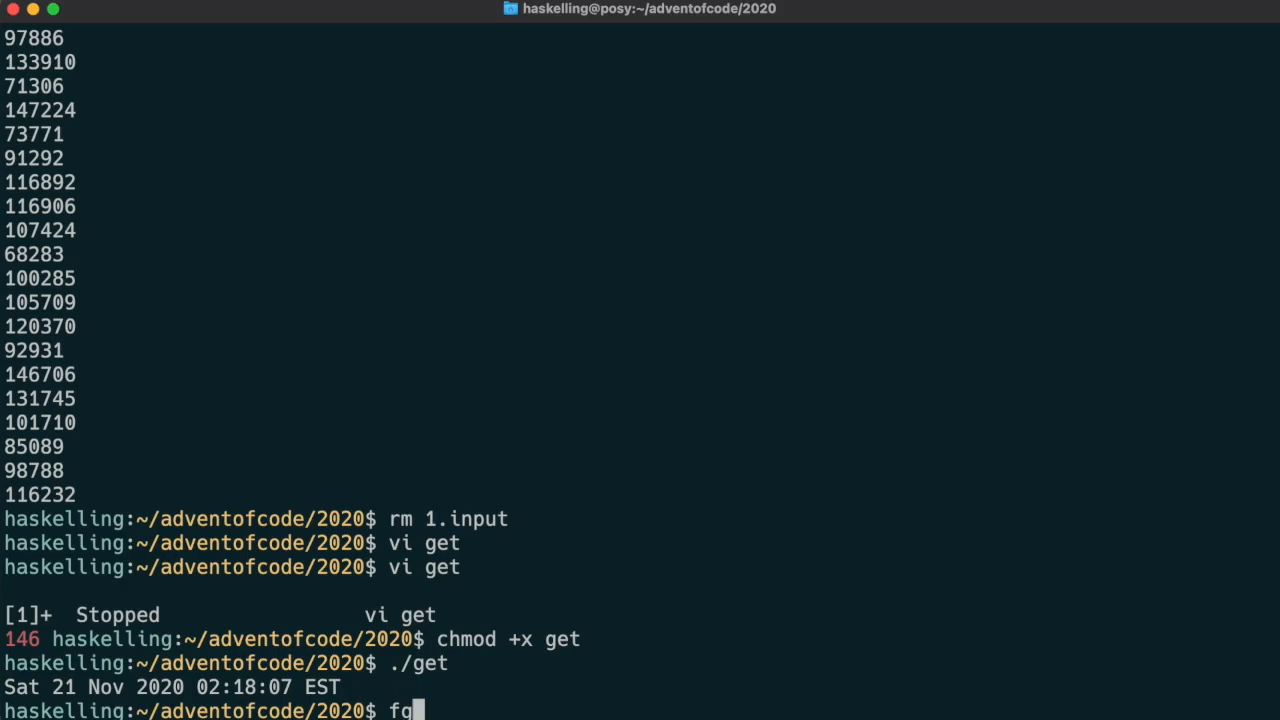 haskelling@posy:~/adventofcode/2020
97886
133910
71306
147224
73771
91292
116892
116906
107424
68283
100285
105709
120370
92931
146706
131745
101710
85089
98788
116232
haskelling:~/adventofcode/2020$ rm 1.input
haskelling:~/adventofcode/2020$ vi get
haskelling:~/adventofcode/2020$ vi get
[1]+  Stopped                 vi get
146 haskelling:~/adventofcode/2020$ chmod +x get
haskelling:~/adventofcode/2020$ ./get
Sat 21 Nov 2020 02:18:07 EST
haskelling:~/adventofcode/2020$ fg